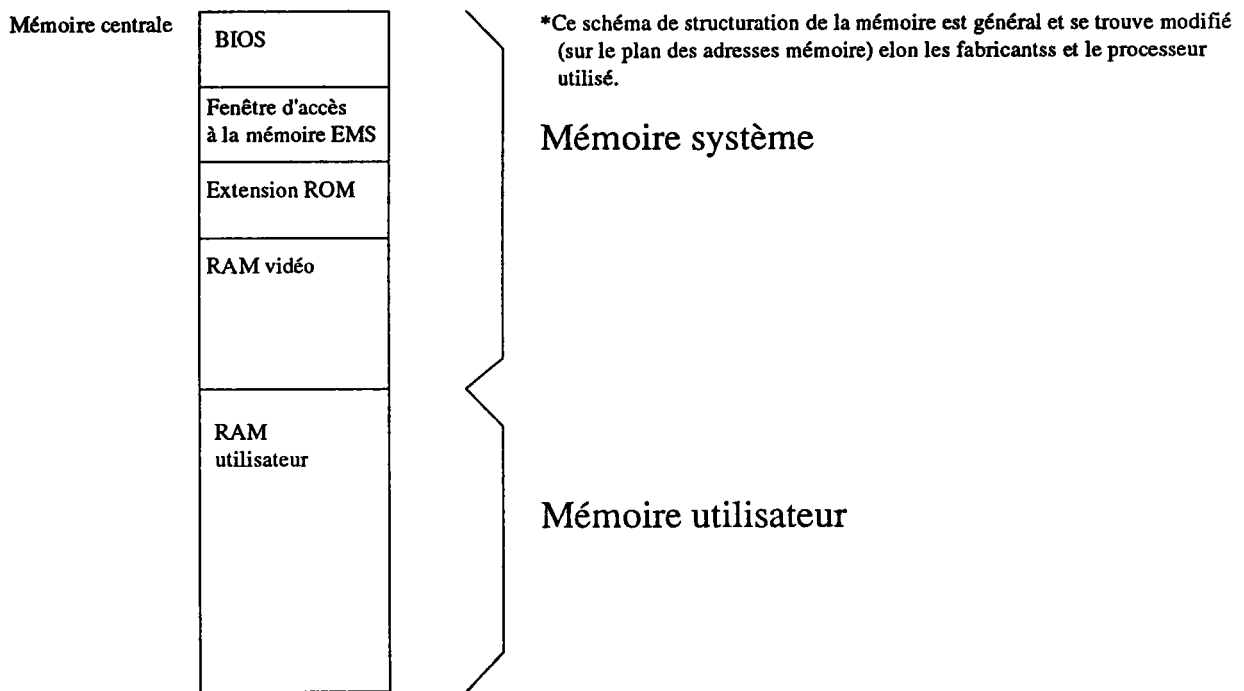 Mémoire centrale
BIOS
Fenêtre d'accès
à la mémoire EMS
Extension ROM
RAM vidéo
RAM
utilisateur
*Ce schéma de structuration de la mémoire est général et se trouve modifié
(sur le plan des adresses mémoire) elon les fabricantss et le processeur
utilisé.
Mémoire système
Mémoire utilisateur